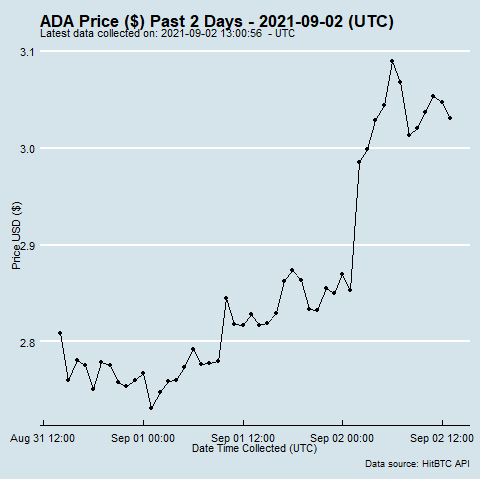 ADA Price ($) Past 2 Days - 2021-09-02 (UTC)
Latest data collected on: 2021-09-02 13:00:56 - UTC
3.1
3.0
2.9
2.8
Price USD ($)
Aug 31 12:00 Sep 01 00:00 Sep 01 12:00 Sep 02 00:00 Sep 02 12:00
Date Time Collected (UTC)
Data source: HitBTC API